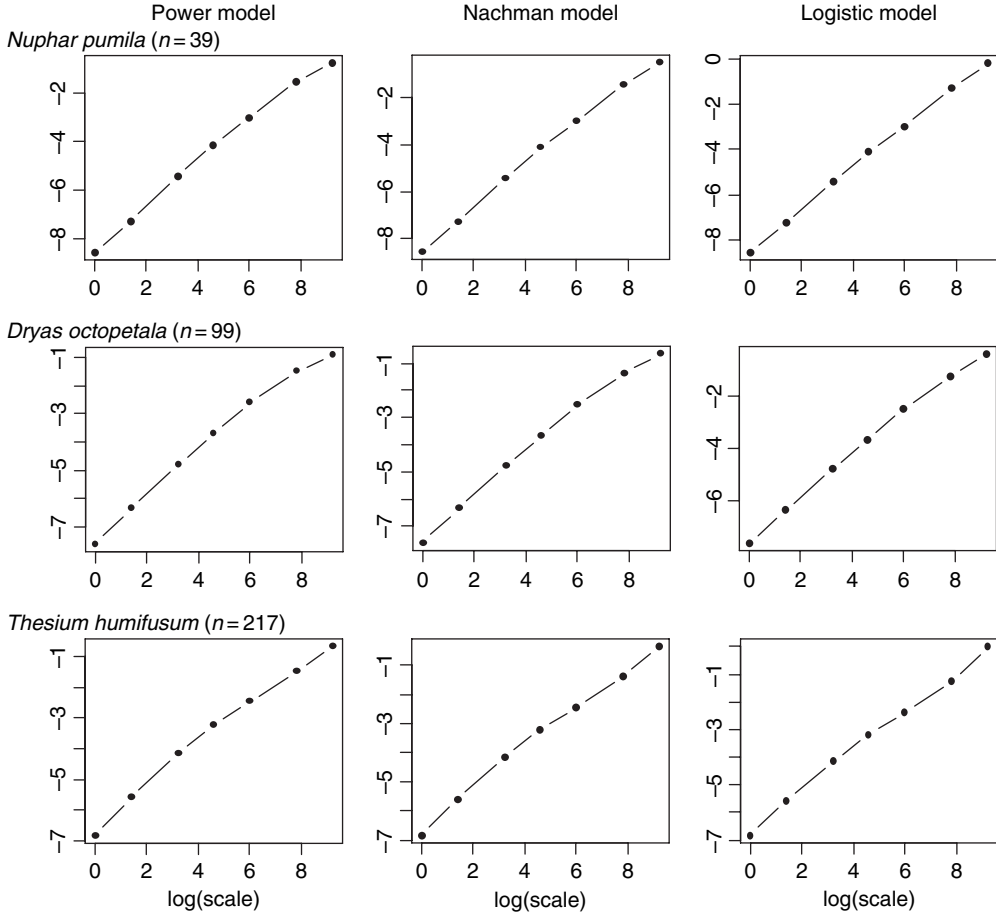 Power model
Nachman model
Logistic model
Nuphar pumila (n = 39)
−2
−4
−6
−8
0 2 4 6 8
−2
−4
−6
−8
0 2 4 6 8
0
−2
−4
−6
−8
0 2 4 6 8
Dryas octopetala (n = 99)
−1
−3
−5
−7
0 2 4 6 8
−1
−3
−5
−7
0 2 4 6 8
−2
−4
−6
0 2 4 6 8
Thesium humifusum (n = 217)
−1
−3
−5
−7
0 2 4 6 8
log(scale)
−1
−3
−5
−7
0 2 4 6 8
log(scale)
−1
−3
−5
−7
0 2 4 6 8
log(scale)